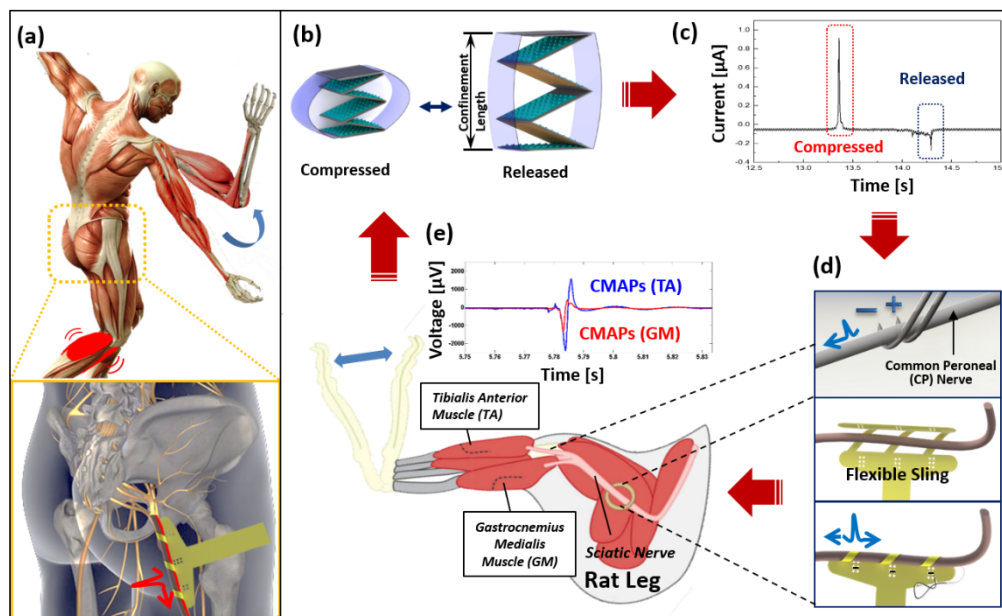 (a)
(b)
Compressed
Confinement
Length
Released
(c)
Current [µA]
1.0
0.8
0.6
0.4
0.2
0.0
-0.2
-0.4
12.5
13.0
13.5
14.0
14.5
15.0
Compressed
Released
Time [s]
(d)
− +
Common Peroneal
(CP) Nerve
Flexible Sling
(e)
Voltage [µV]
2000
1000
0
-1000
-2000
CMAPs (TA)
CMAPs (GM)
5.75
5.76
5.77
5.78
5.79
5.8
5.81
5.82
5.83
Time [s]
Tibialis Anterior
Muscle (TA)
Gastrocnemius
Medialis
Muscle (GM)
Sciatic Nerve
Rat Leg